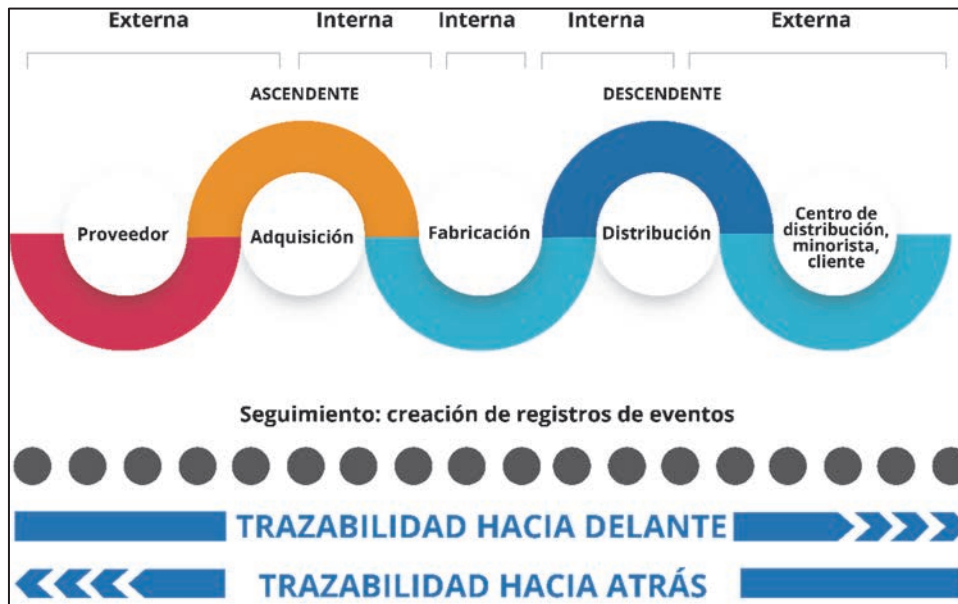 Externa
Interna
Interna
Interna
Externa
ASCENDENTE
DESCENDENTE
Proveedor
Adquisición
Fabricación
Distribución
Centro de
distribución,
minorista,
cliente
Seguimiento: creación de registros de eventos
TRAZABILIDAD HACIA DELANTE
TRAZABILIDAD HACIA ATRÁS